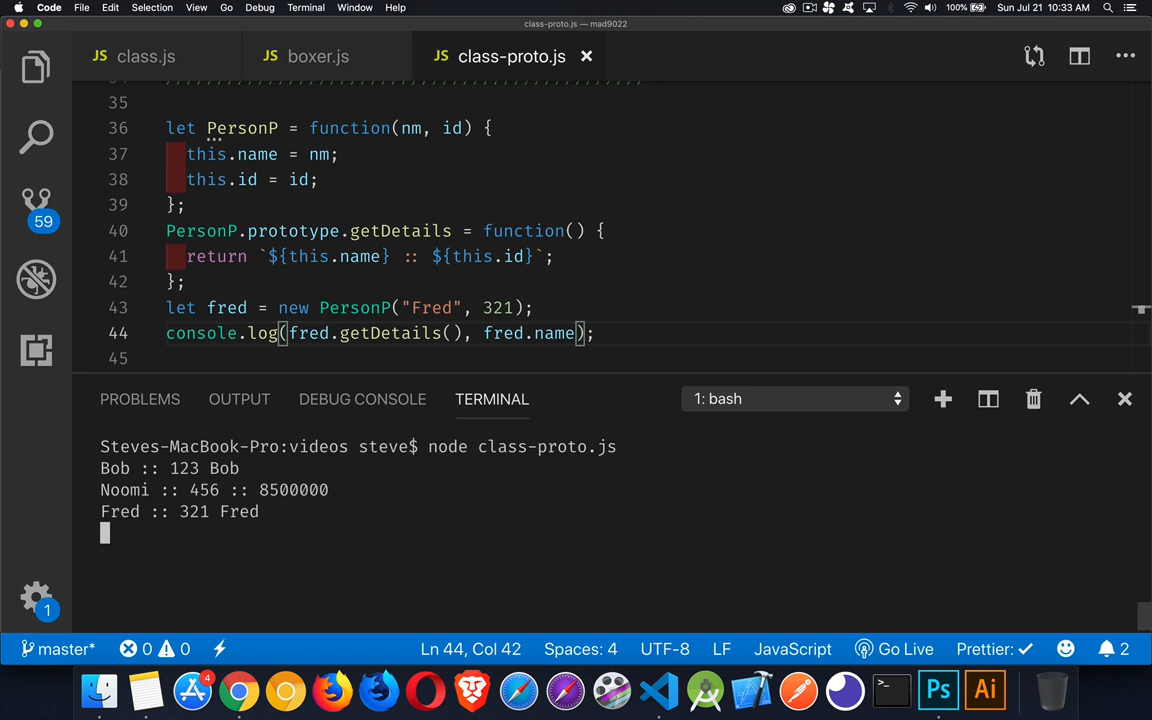 Code File Edit Selection View Go Debug Terminal Window Help 100% Sun Jul 21 10:33 AM
class-proto.js — mad9022
JS class.js JS boxer.js JS class-proto.js
35
36 let PersonP = function(nm, id) {
37 this.name = nm;
38 this.id = id;
39 };
40 PersonP.prototype.getDetails = function() {
41 return `${this.name} :: ${this.id}`;
42 };
43 let fred = new PersonP("Fred", 321);
44 console.log(fred.getDetails(), fred.name);
45
59
PROBLEMS OUTPUT DEBUG CONSOLE TERMINAL 1: bash
Steves-MacBook-Pro:videos steve$ node class-proto.js
Bob :: 123 Bob
Noomi :: 456 :: 8500000
Fred :: 321 Fred
1
master* 0 0 Ln 44, Col 42 Spaces: 4 UTF-8 LF JavaScript Go Live Prettier: ✓ 2
4
>_ Ps Ai